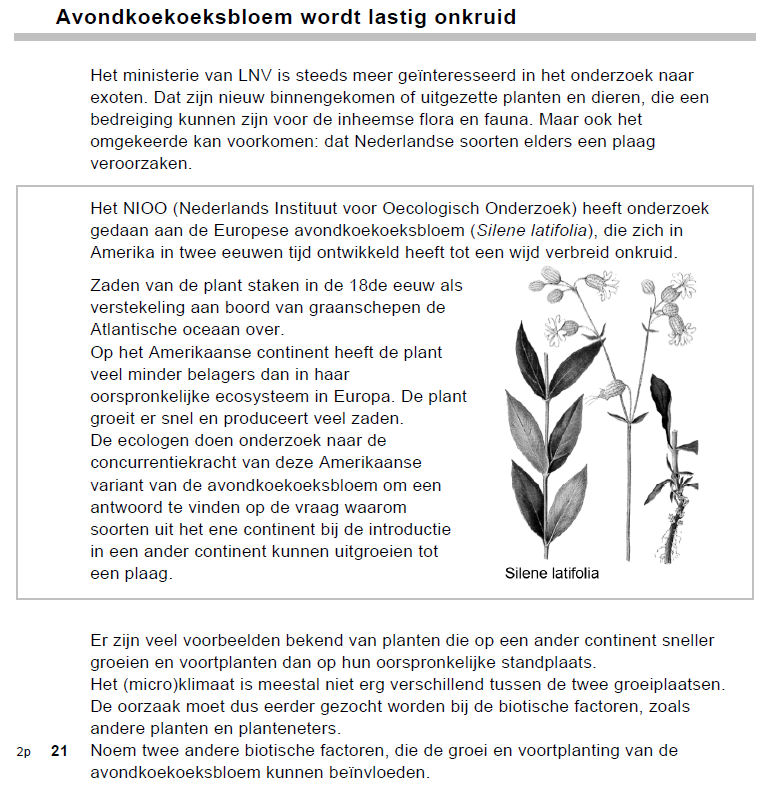 Avondkoekoeksbloem wordt lastig onkruid
Het ministerie van LNV is steeds meer geïnteresseerd in het onderzoek naar
exoten. Dat zijn nieuw binnengekomen of uitgezette planten en dieren, die een
bedreiging kunnen zijn voor de inheemse flora en fauna. Maar ook het
omgekeerde kan voorkomen: dat Nederlandse soorten elders een plaag
veroorzaken.
Het NIOO (Nederlands Instituut voor Oecologisch Onderzoek) heeft onderzoek
gedaan aan de Europese avondkoekoeksbloem (Silene latifolia), die zich in
Amerika in twee eeuwen tijd ontwikkeld heeft tot een wijd verbreid onkruid.
Zaden van de plant staken in de 18de eeuw als
verstekeling aan boord van graanschepen de
Atlantische oceaan over.
Op het Amerikaanse continent heeft de plant
veel minder belagers dan in haar
oorspronkelijke ecosysteem in Europa. De plant
groeit er snel en produceert veel zaden.
De ecologen doen onderzoek naar de
concurrentiekracht van deze Amerikaanse
variant van de avondkoekoeksbloem om een
antwoord te vinden op de vraag waarom
soorten uit het ene continent bij de introductie
in een ander continent kunnen uitgroeien tot
een plaag.
Silene latifolia
Er zijn veel voorbeelden bekend van planten die op een ander continent sneller
groeien en voortplanten dan op hun oorspronkelijke standplaats.
Het (micro)klimaat is meestal niet erg verschillend tussen de twee groeiplaatsen.
De oorzaak moet dus eerder gezocht worden bij de biotische factoren, zoals
andere planten en planteneters.
2p 21 Noem twee andere biotische factoren, die de groei en voortplanting van de
avondkoekoeksbloem kunnen beïnvloeden.